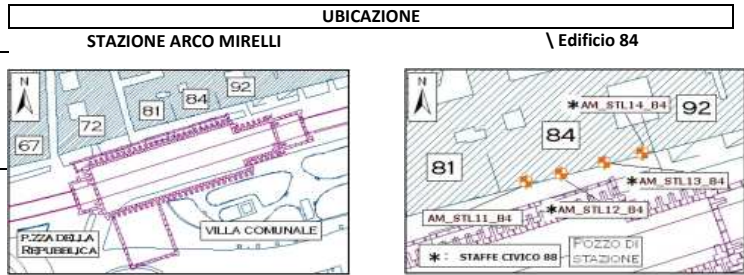 UBICAZIONE
STAZIONE ARCO MIRELLI
\ Edificio 84
N
92
84
81
72
67
P.ZZA DELLA
REPUBBLICA
VILLA COMUNALE
N
*AM_STL14_84
92
84
81
*AM_STL13_84
*AM_STL12_84
AM_STL11_84
* : STAFFE CIVICO 88
POZZO DI
STAZIONE